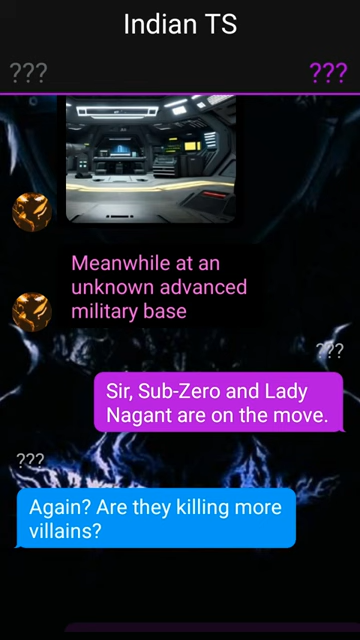 Indian TS
??? ???
Meanwhile at an
unknown advanced
military base
???
Sir, Sub-Zero and Lady
Nagant are on the move.
???
Again? Are they killing more
villains?